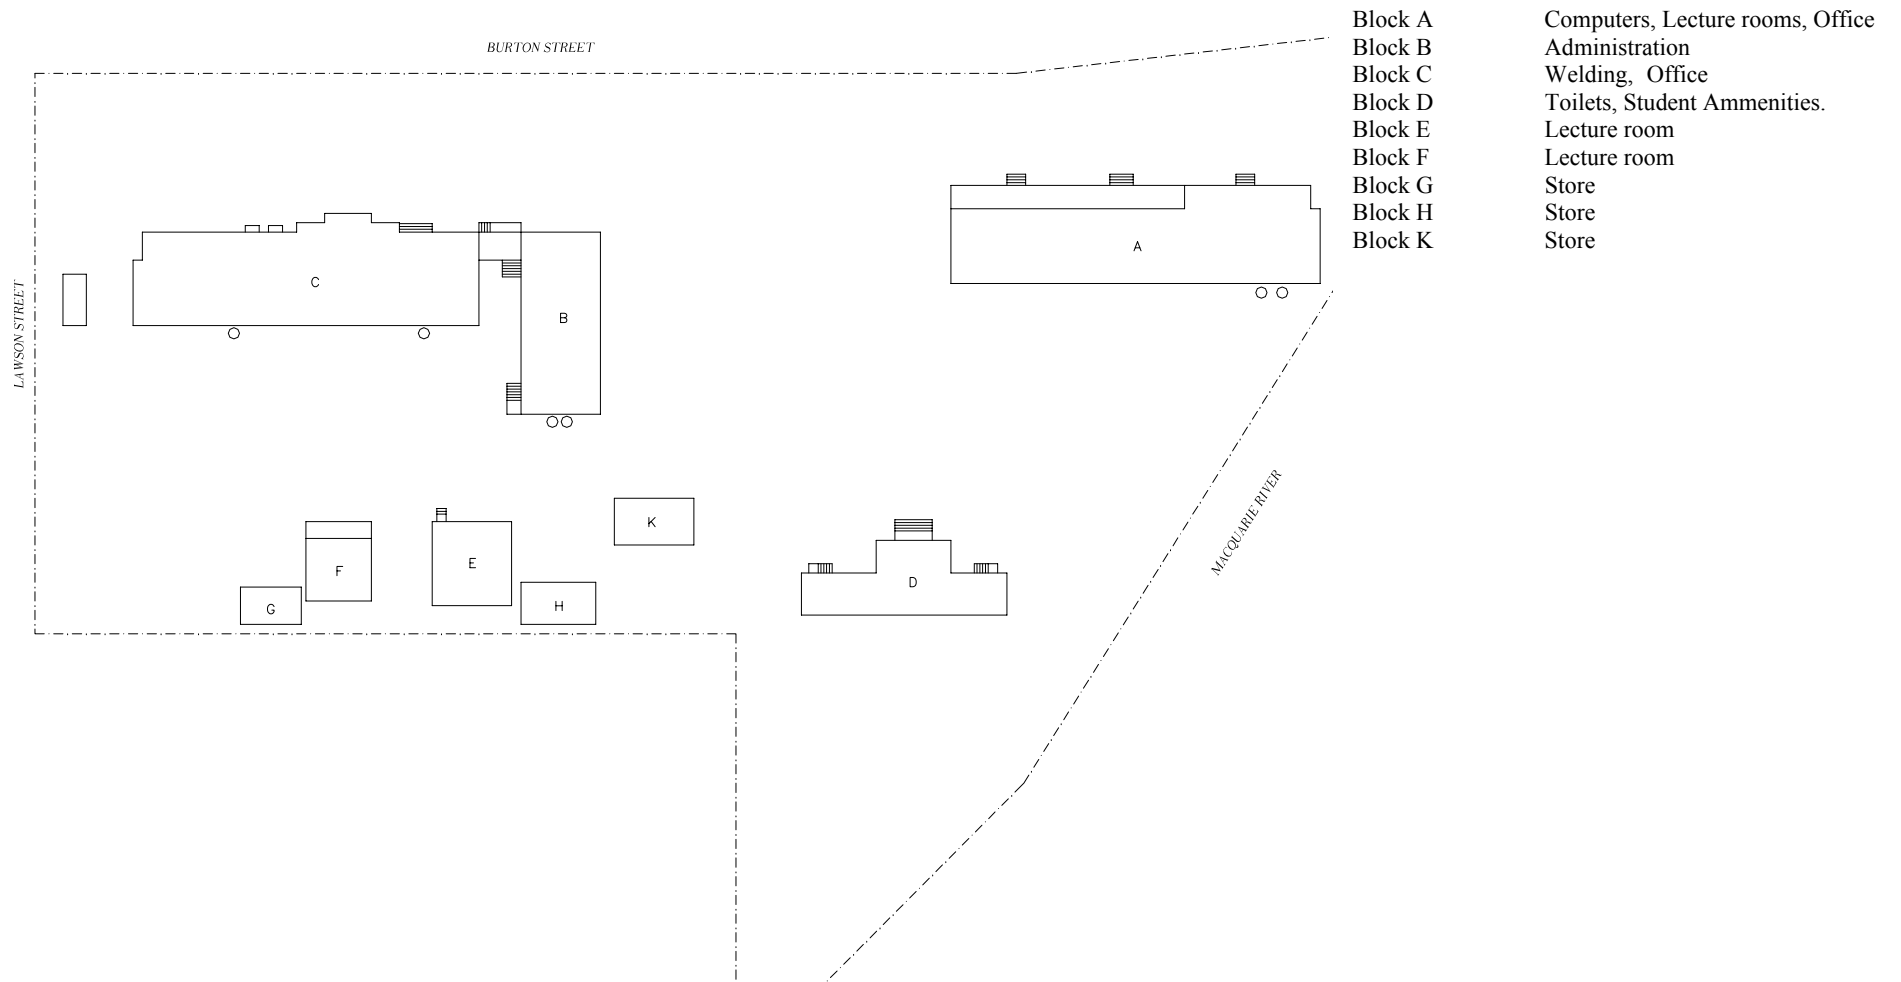 Block A Computers, Lecture rooms, Office
Block B Administration
Block C Welding, Office
Block D Toilets, Student Ammenities.
Block E Lecture room
Block F Lecture room
Block G Store
Block H Store
Block K Store
BURTON STREET
LAWSON STREET
MACQUARIE RIVER
A
C
B
K
F
E
D
G
H